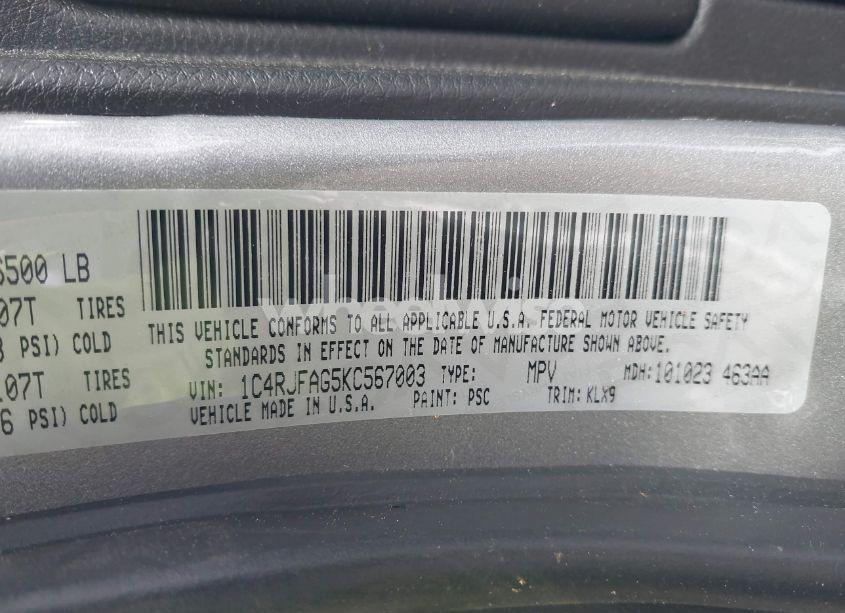 6500 LB
07T TIRES
PSI) COLD
107T
6 PSI) COLD
THIS VEHICLE CONFORMS TO ALL APPLICABLE U.S.A. FEDERAL MOTOR VEHICLE SAFETY
STANDARDS IN EFFECT ON THE DATE OF MANUFACTURE SHOWN ABOVE.
VIN: 1C4RJFAG5KC567003 TYPE: MPV MDH:101023 463AA
VEHICLE MADE IN U.S.A. PAINT: PSC TRIM: KLX9